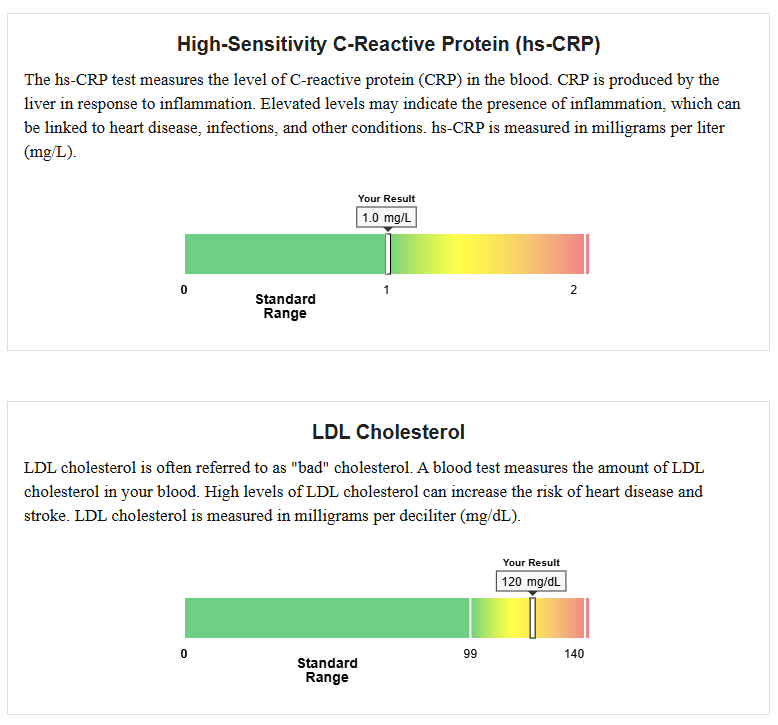 High-Sensitivity C-Reactive Protein (hs-CRP)
The hs-CRP test measures the level of C-reactive protein (CRP) in the blood. CRP is produced by the
liver in response to inflammation. Elevated levels may indicate the presence of inflammation, which can
be linked to heart disease, infections, and other conditions. hs-CRP is measured in milligrams per liter
(mg/L).
Your Result
1.0 mg/L
0 1 2
Standard
Range
LDL Cholesterol
LDL cholesterol is often referred to as "bad" cholesterol. A blood test measures the amount of LDL
cholesterol in your blood. High levels of LDL cholesterol can increase the risk of heart disease and
stroke. LDL cholesterol is measured in milligrams per deciliter (mg/dL).
Your Result
120 mg/dL
0 99 140
Standard
Range